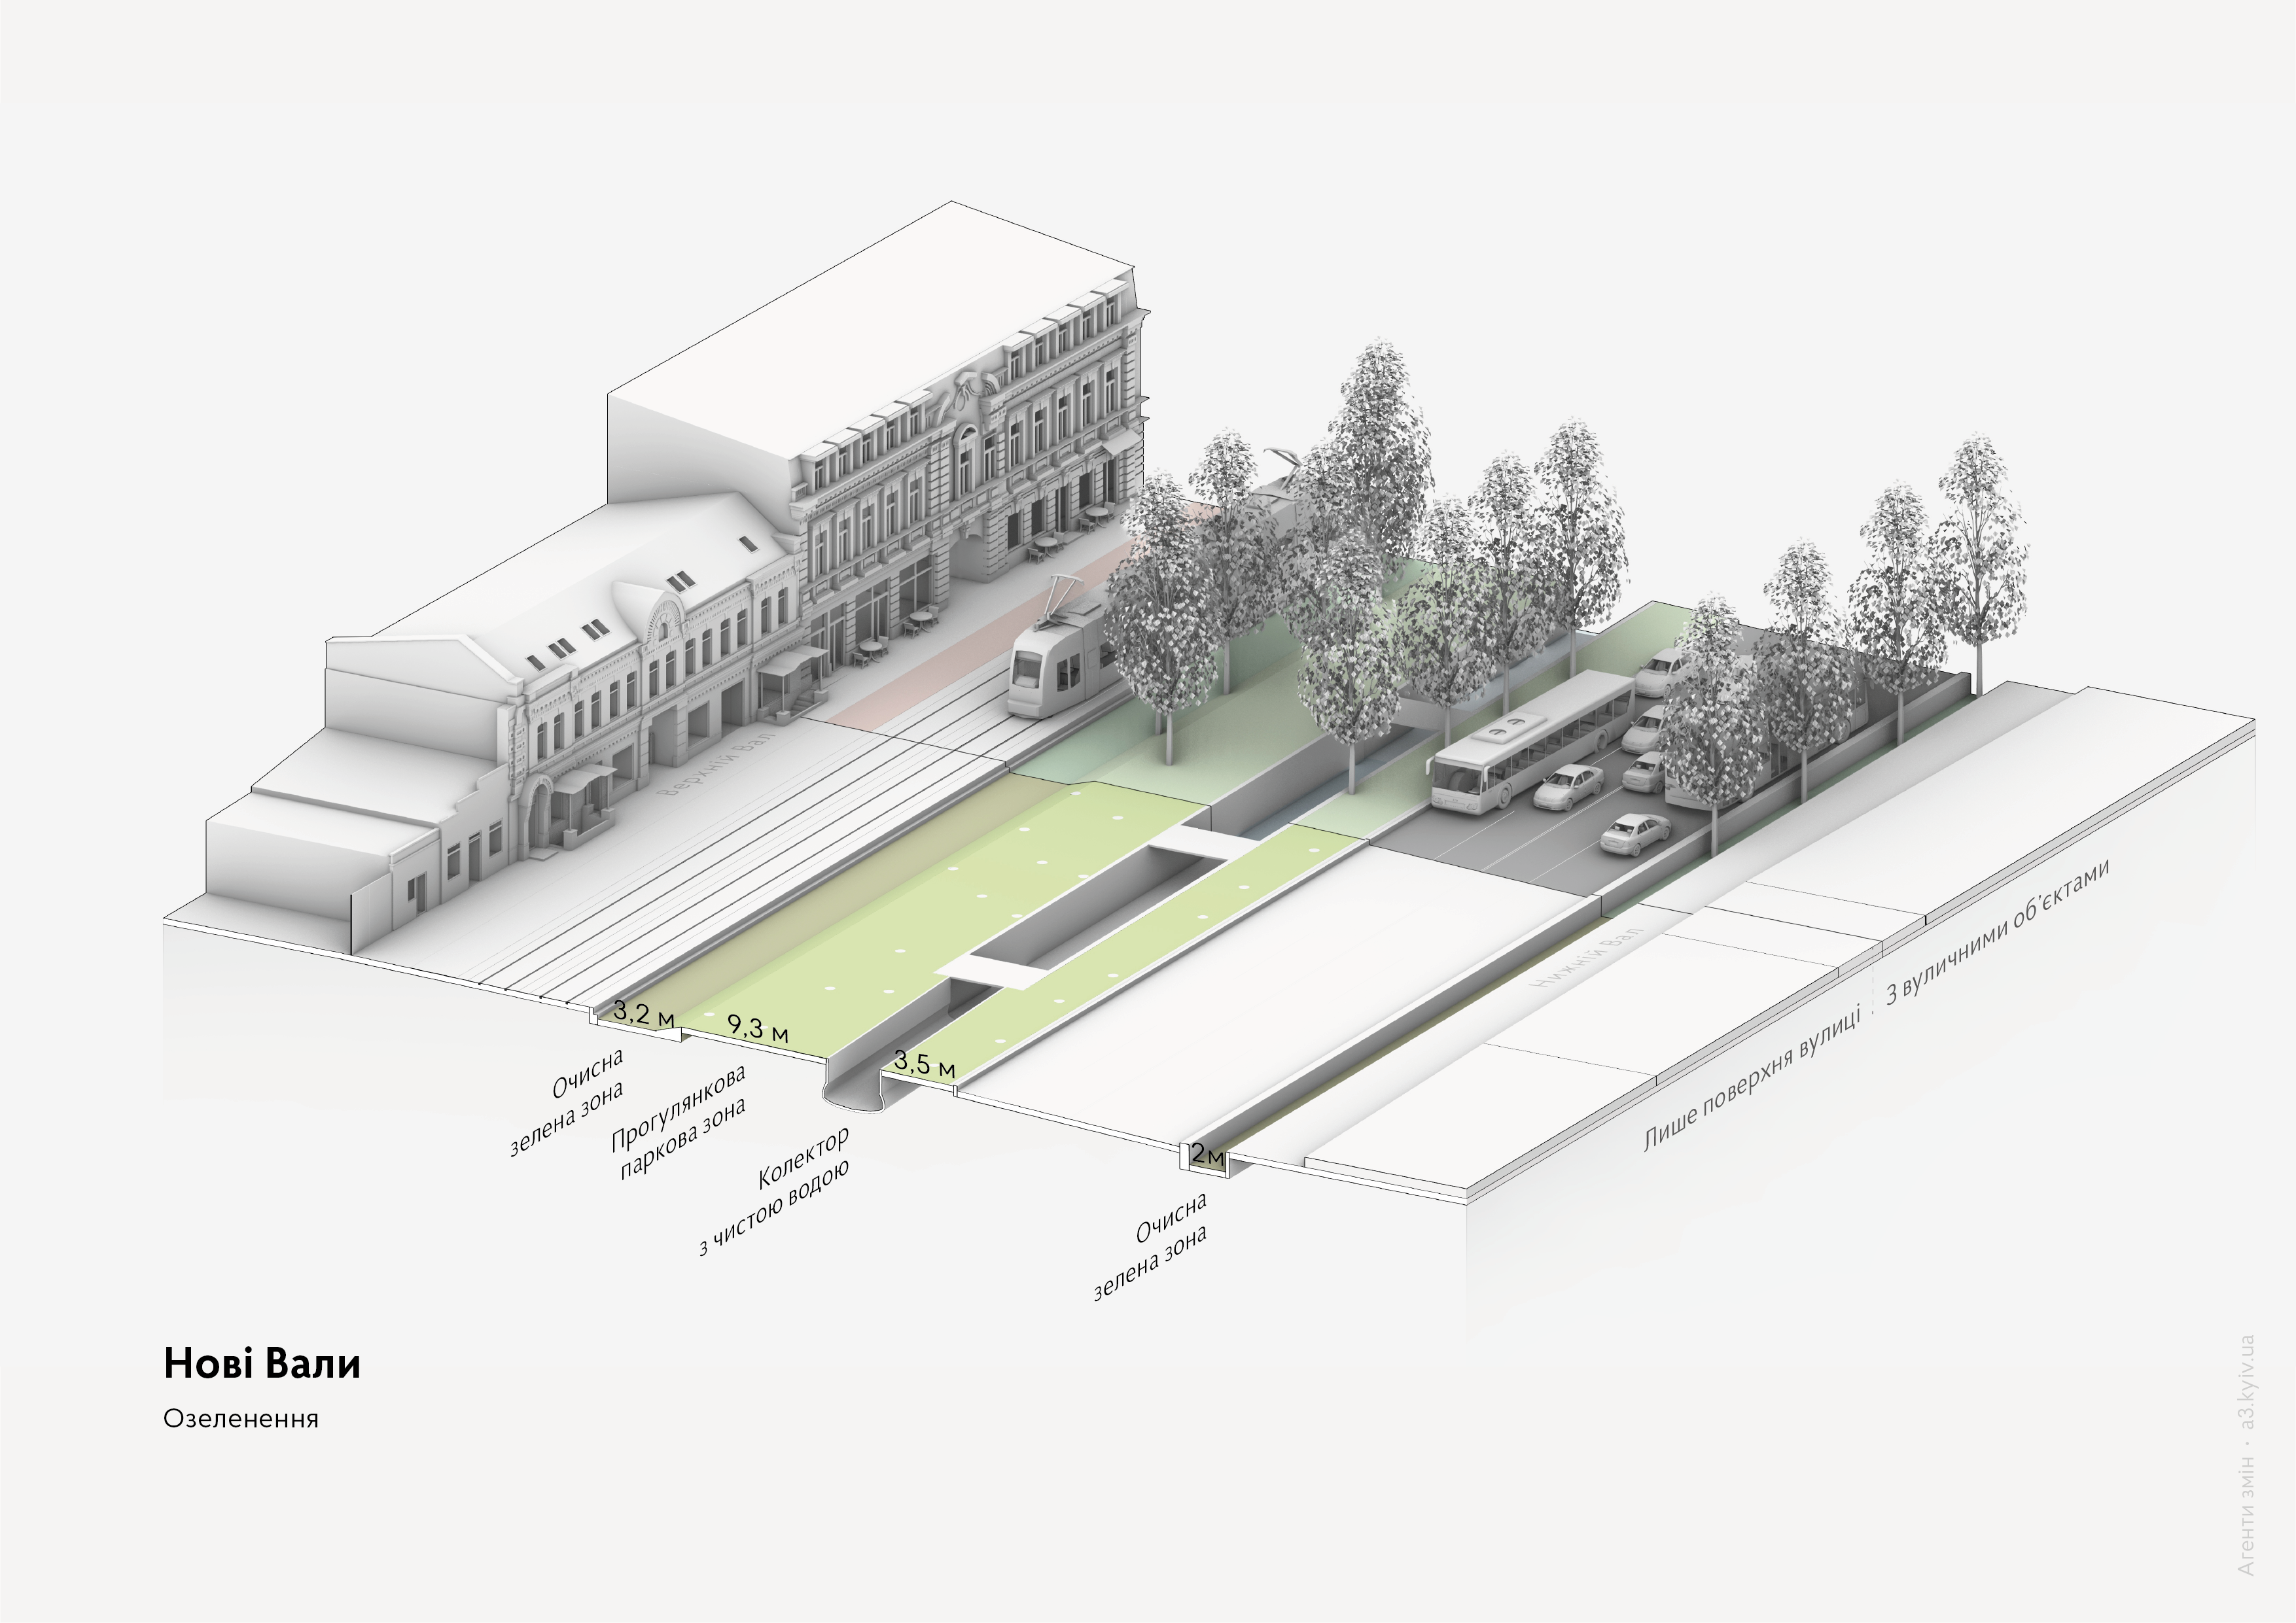 Верхній Вал
Нижній Вал
3,2 м
9,3 м
3,5 м
2м
Очисна
зелена зона
Прогулянкова
паркова зона
Колектор
з чистою водою
Очисна
зелена зона
Лише поверхня вулиці
З вуличними об’єктами
Нові Вали
Озеленення
Агенти змін • a3.kyiv.ua